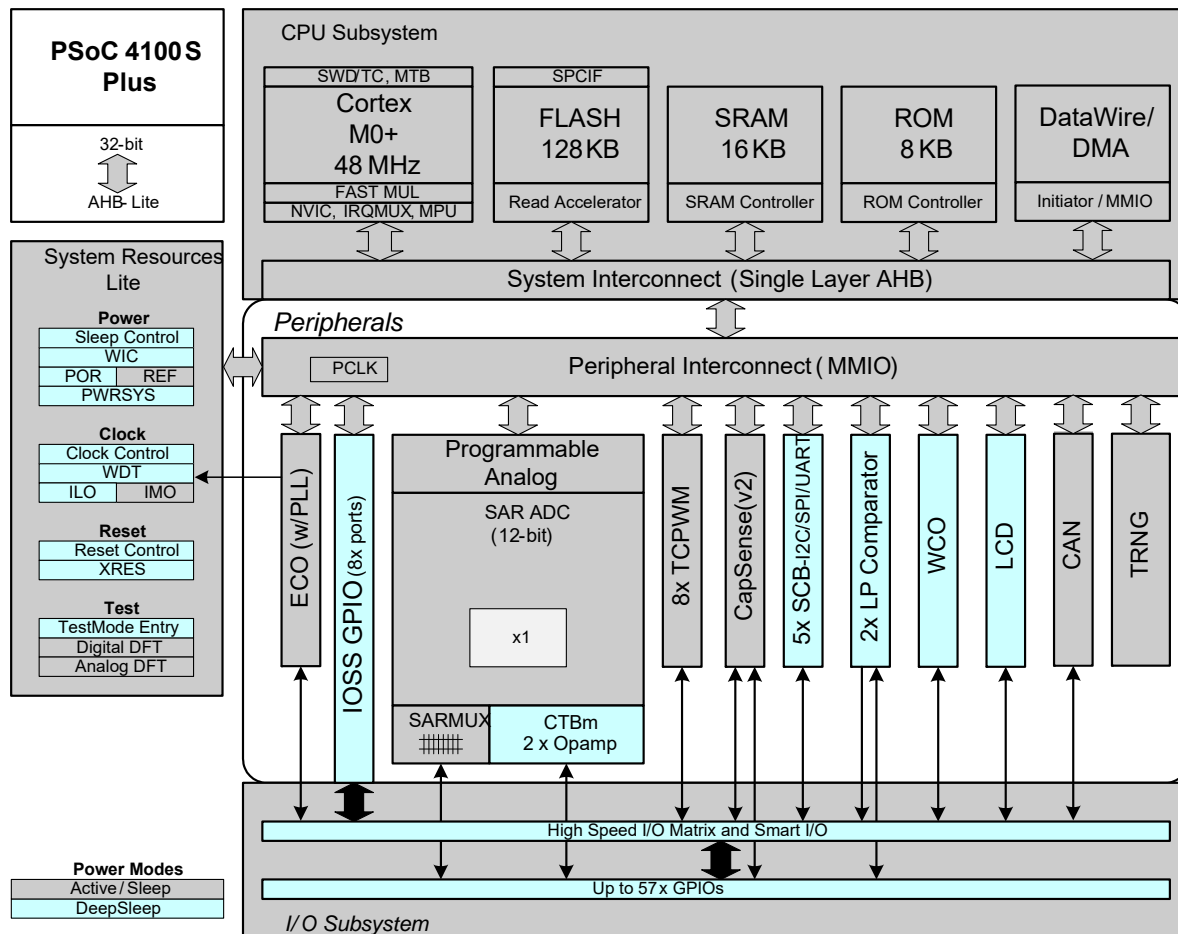 PSoC 4100S
Plus
32-bit
AHB-Lite
CPU Subsystem
SWD/TC, MTB
Cortex
M0+
48 MHz
FAST MUL
NVIC, IRQMUX, MPU
SPCIF
FLASH
128 KB
Read Accelerator
SRAM
16 KB
SRAM Controller
ROM
8 KB
ROM Controller
DataWire/
DMA
Initiator / MMIO
System Interconnect (Single Layer AHB)
System Resources
Lite
Power
Sleep Control
WIC
POR
REF
PWRSYS
Clock
Clock Control
WDT
ILO
IMO
Reset
Reset Control
XRES
Test
TestMode Entry
Digital DFT
Analog DFT
Peripherals
PCLK
Peripheral Interconnect (MMIO)
ECO (w/PLL)
IOSS GPIO (8x ports)
Programmable
Analog
SAR ADC
(12-bit)
x1
SARMUX
CTBm
2 x Opamp
8x TCPWM
CapSense(v2)
5x SCB-I2C/SPI/UART
2x LP Comparator
WCO
LCD
CAN
TRNG
High Speed I/O Matrix and Smart I/O
Up to 57x GPIOs
I/O Subsystem
Power Modes
Active/Sleep
DeepSleep